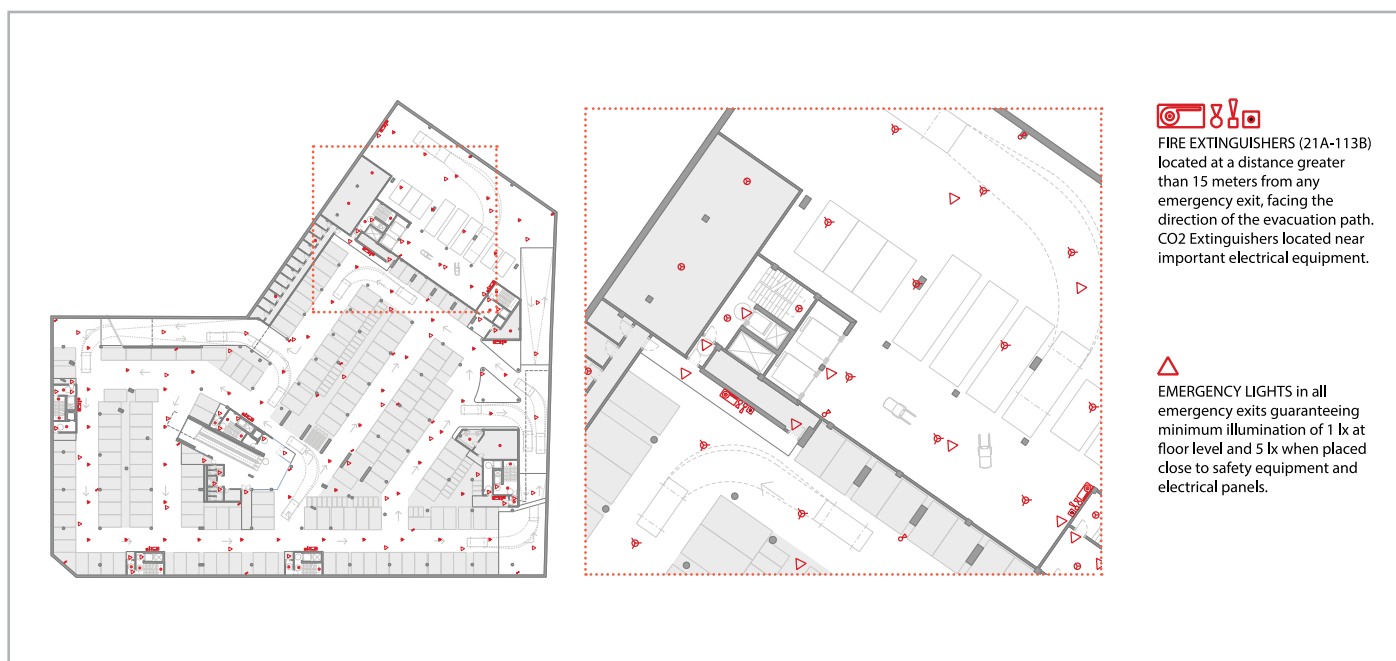 FIRE EXTINGUISHERS (21A-113B)
located at a distance greater
than 15 meters from any
emergency exit, facing the
direction of the evacuation path.
CO2 Extinguishers located near
important electrical equipment.
EMERGENCY LIGHTS in all
emergency exits guaranteeing
minimum illumination of 1 lx at
floor level and 5 lx when placed
close to safety equipment and
electrical panels.